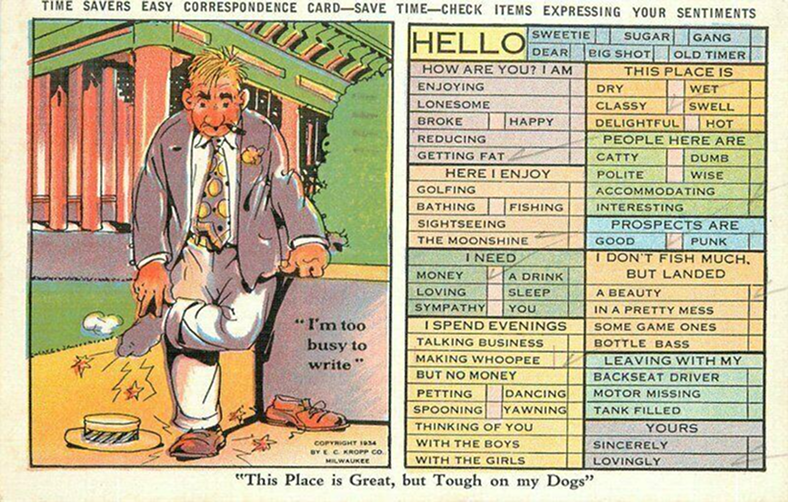 TIME SAVERS EASY CORRESPONDENCE CARD—SAVE TIME—CHECK ITEMS EXPRESSING YOUR SENTIMENTS
"I'm too
busy to
write"
COPYRIGHT 1934
BY E. C. KROPP CO.
MILWAUKEE
HELLO
SWEETIE SUGAR GANG
DEAR BIG SHOT OLD TIMER
HOW ARE YOU? I AM
ENJOYING
LONESOME
BROKE HAPPY
REDUCING
GETTING FAT
HERE I ENJOY
GOLFING
BATHING FISHING
SIGHTSEEING
THE MOONSHINE
I NEED
MONEY A DRINK
LOVING SLEEP
SYMPATHY YOU
I SPEND EVENINGS
TALKING BUSINESS
MAKING WHOOPEE
BUT NO MONEY
PETTING DANCING
SPOONING YAWNING
THINKING OF YOU
WITH THE BOYS
WITH THE GIRLS
THIS PLACE IS
DRY WET
CLASSY SWELL
DELIGHTFUL HOT
PEOPLE HERE ARE
CATTY DUMB
POLITE WISE
ACCOMMODATING
INTERESTING
PROSPECTS ARE
GOOD PUNK
I DON'T FISH MUCH,
BUT LANDED
A BEAUTY
IN A PRETTY MESS
SOME GAME ONES
BOTTLE BASS
LEAVING WITH MY
BACKSEAT DRIVER
MOTOR MISSING
TANK FILLED
YOURS
SINCERELY
LOVINGLY
"This Place is Great, but Tough on my Dogs"